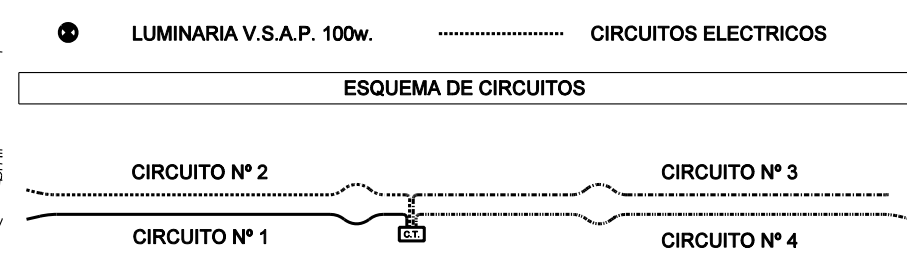 LUMINARIA V.S.A.P. 100w. CIRCUITOS ELECTRICOS
ESQUEMA DE CIRCUITOS
CIRCUITO Nº 2 CIRCUITO Nº 3
C.T.
CIRCUITO Nº 1 CIRCUITO Nº 4